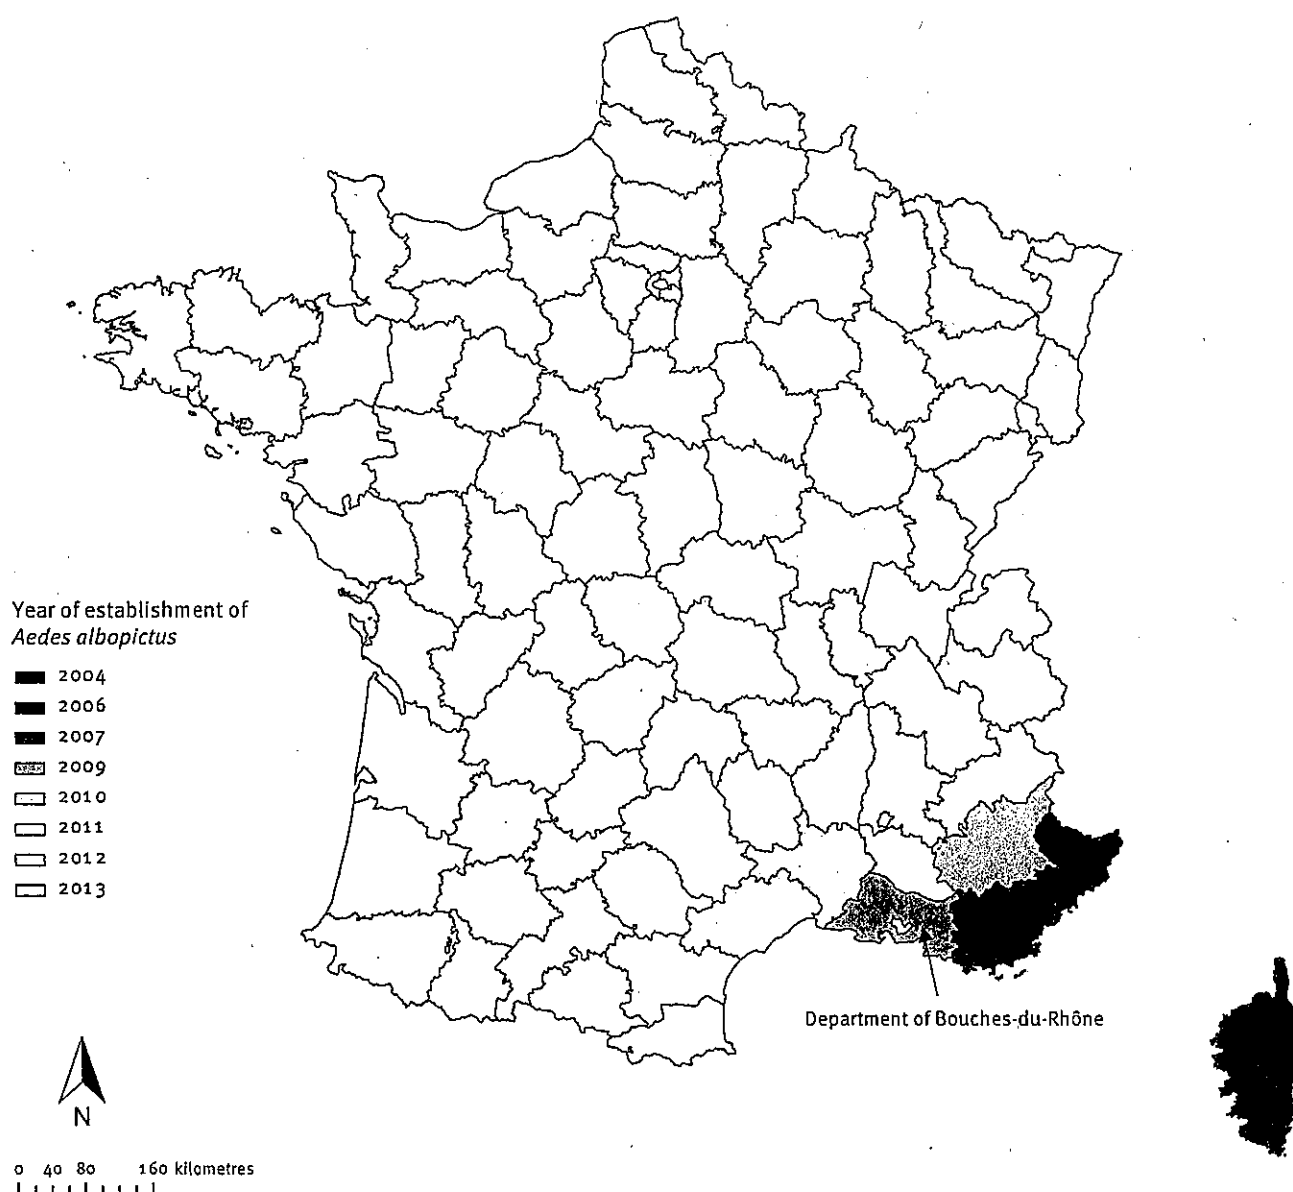 Year of establishment of
Aedes albopictus
2004
2006
2007
2009
2010
2011
2012
2013
Department of Bouches-du-Rhône
N
0 40 80 160 kilometres